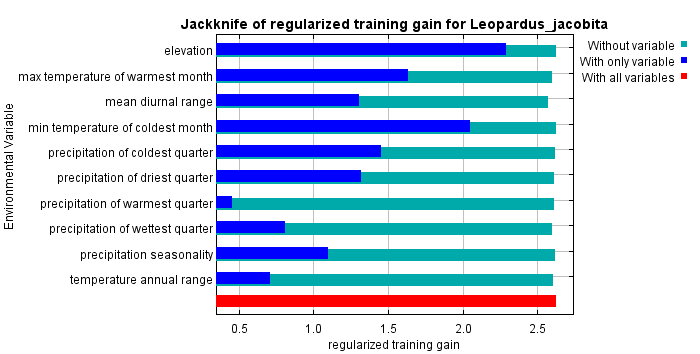 Jackknife of regularized training gain for Leopardus_jacobita
Without variable
With only variable
With all variables
Environmental Variable
elevation
max temperature of warmest month
mean diurnal range
min temperature of coldest month
precipitation of coldest quarter
precipitation of driest quarter
precipitation of warmest quarter
precipitation of wettest quarter
precipitation seasonality
temperature annual range
0.5 1.0 1.5 2.0 2.5
regularized training gain